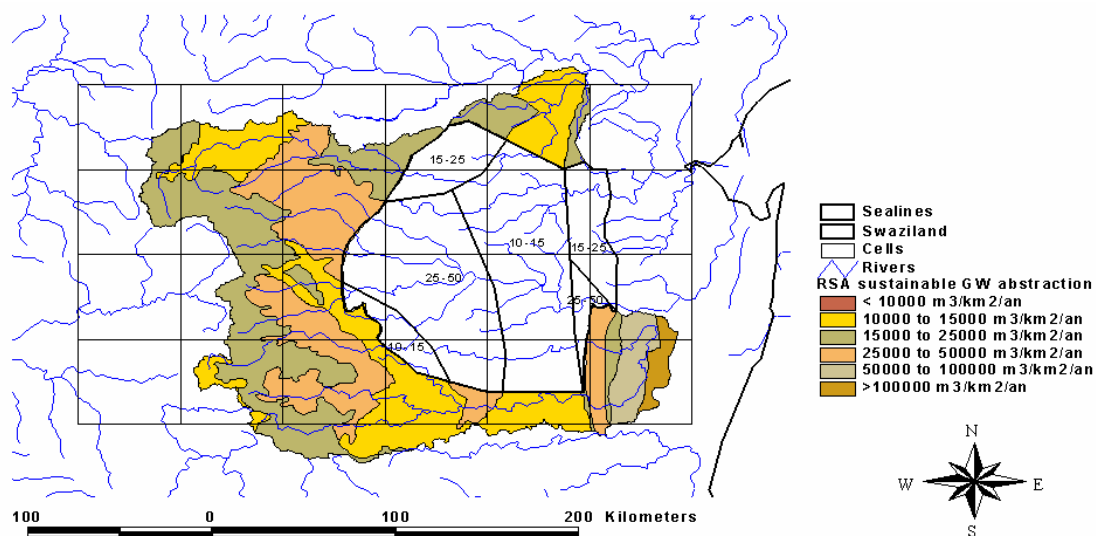 15-25
10-15
15-25
25-50
25-50
10-15
Sealines
Swaziland
Cells
Rivers
RSA sustainable GW abstraction
< 10000 m3/km2/an
10000 to 15000 m3/km2/an
15000 to 25000 m3/km2/an
25000 to 50000 m3/km2/an
50000 to 100000 m3/km2/an
>100000 m3/km2/an
N
W E
S
100 0 100 200 Kilometers